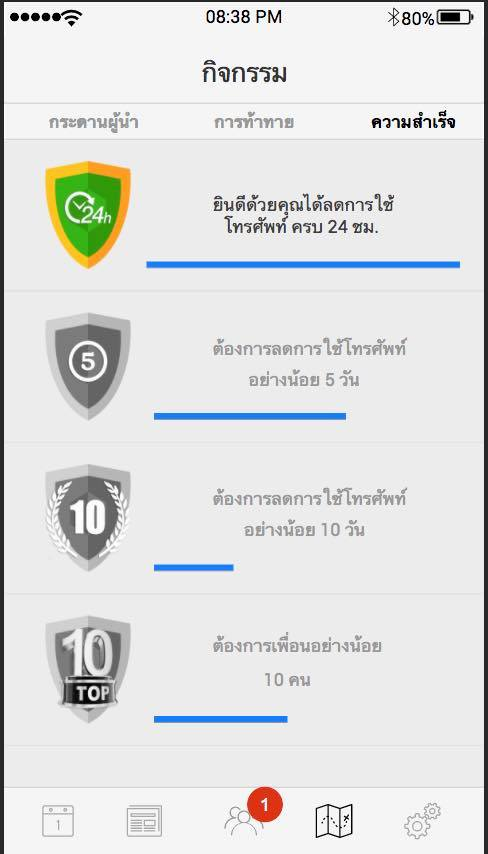 08:38 PM
80%
กิจกรรม
กระดานผู้นำ
การท้าทาย
ความสำเร็จ
24h
ยินดีด้วยคุณได้ลดการใช้
โทรศัพท์ ครบ 24 ชม.
5
ต้องการลดการใช้โทรศัพท์
อย่างน้อย 5 วัน
10
ต้องการลดการใช้โทรศัพท์
อย่างน้อย 10 วัน
10
TOP
ต้องการเพื่อนอย่างน้อย
10 คน
1
1